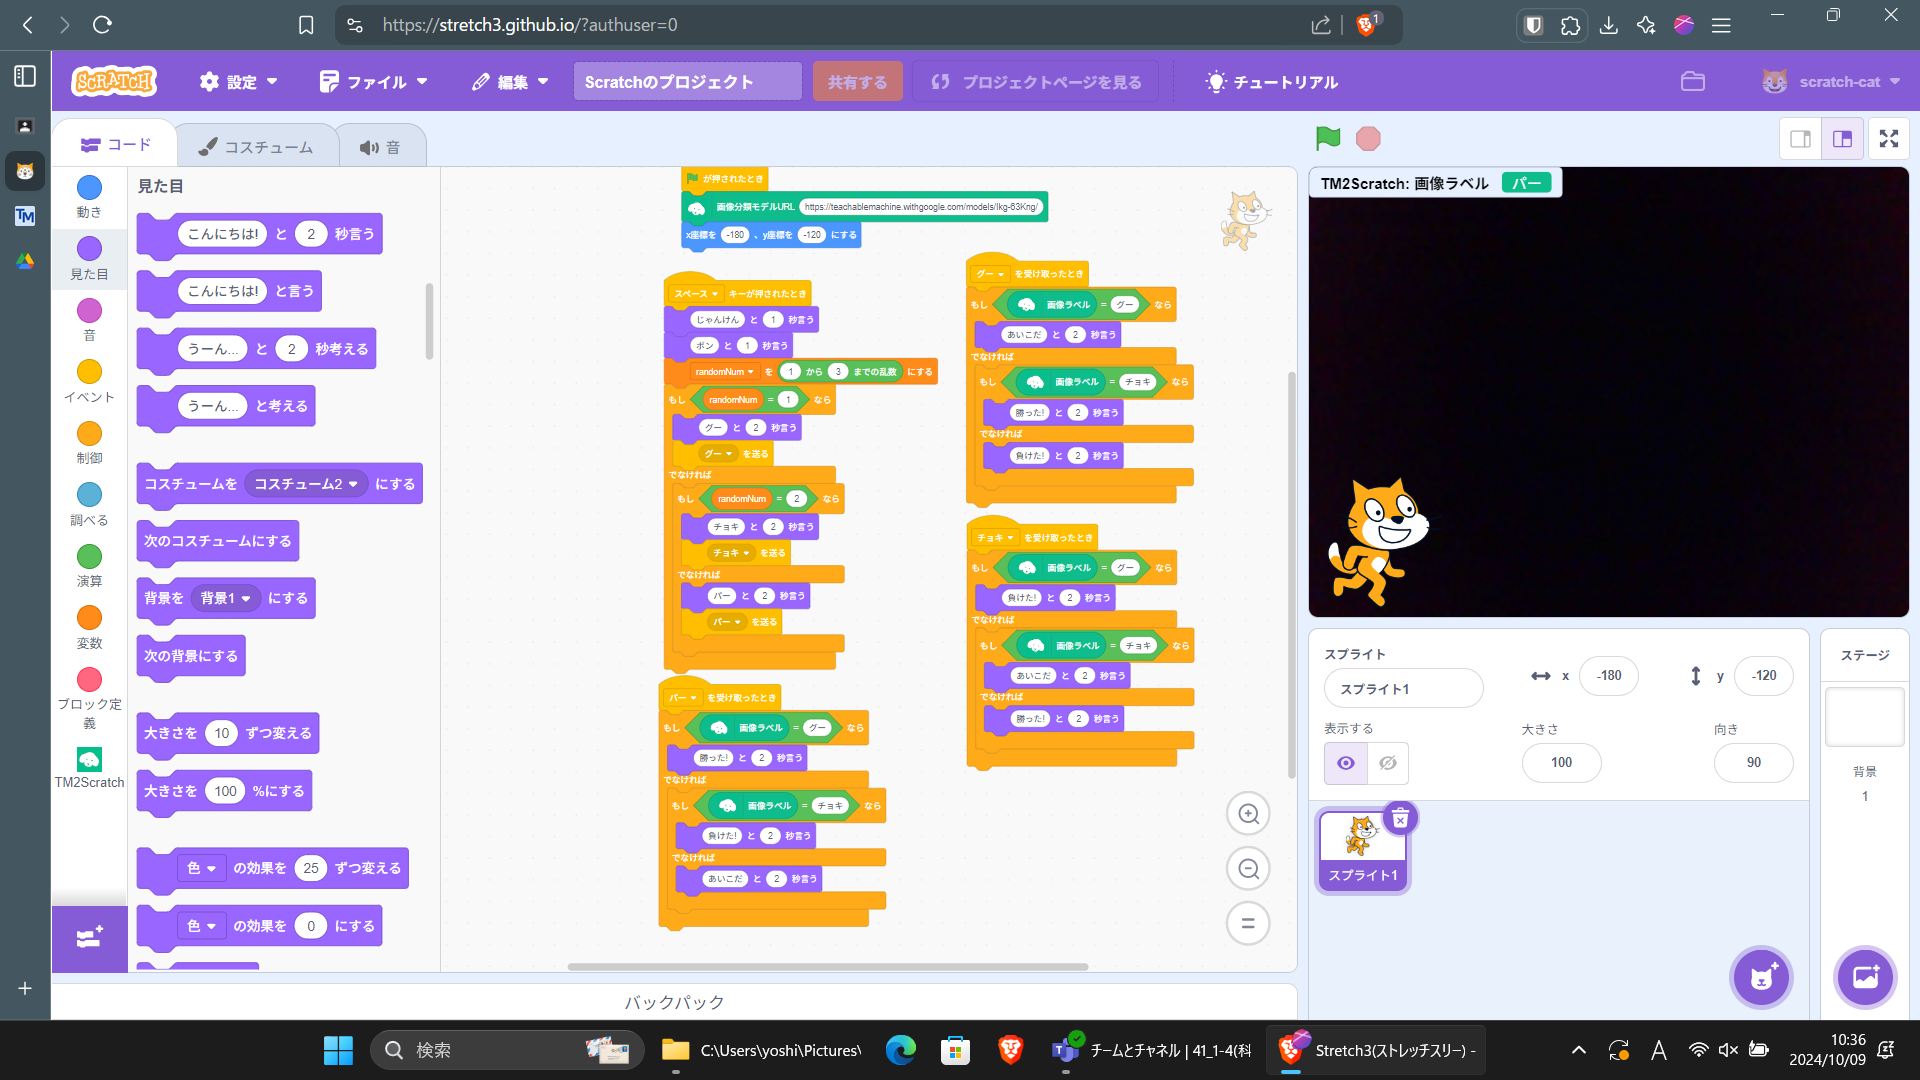 https://stretch3.github.io/?authuser=0
1
SCRATCH
設定
ファイル
編集
Scratchのプロジェクト
共有する
プロジェクトページを見る
チュートリアル
scratch-cat
コード
コスチューム
音
動き
見た目
音
イベント
制御
調べる
演算
変数
ブロック定義
TM2Scratch
見た目
こんにちは! と 2 秒言う
こんにちは! と言う
うーん... と 2 秒考える
うーん... と考える
コスチュームを コスチューム2 にする
次のコスチュームにする
背景を 背景1 にする
次の背景にする
大きさを 10 ずつ変える
大きさを 100 %にする
色 の効果を 25 ずつ変える
色 の効果を 0 にする
が押されたとき
画像分類モデルURL https://teachablemachine.withgoogle.com/models/Ikg-63Kng/
x座標を -180 、y座標を -120 にする
スペース キーが押されたとき
じゃんけん と 1 秒言う
ポン と 1 秒言う
randomNum を 1 から 3 までの乱数 にする
もし randomNum = 1 なら
グー と 2 秒言う
グー を送る
でなければ
もし randomNum = 2 なら
チョキ と 2 秒言う
チョキ を送る
でなければ
パー と 2 秒言う
パー を送る
パー を受け取ったとき
もし 画像ラベル = グー なら
勝った! と 2 秒言う
でなければ
もし 画像ラベル = チョキ なら
負けた! と 2 秒言う
でなければ
あいこだ と 2 秒言う
グー を受け取ったとき
もし 画像ラベル = グー なら
あいこだ と 2 秒言う
でなければ
もし 画像ラベル = チョキ なら
勝った! と 2 秒言う
でなければ
負けた! と 2 秒言う
チョキ を受け取ったとき
もし 画像ラベル = グー なら
負けた! と 2 秒言う
でなければ
もし 画像ラベル = チョキ なら
あいこだ と 2 秒言う
でなければ
勝った! と 2 秒言う
バックパック
TM2Scratch: 画像ラベル パー
スプライト
スプライト1
x -180
y -120
表示する
大きさ
100
向き
90
スプライト1
ステージ
背景
1
検索
C:\Users\yoshi\Pictures\
チームとチャネル | 41_1-4(科
Stretch3(ストレッチスリー) -
A
10:36
2024/10/09